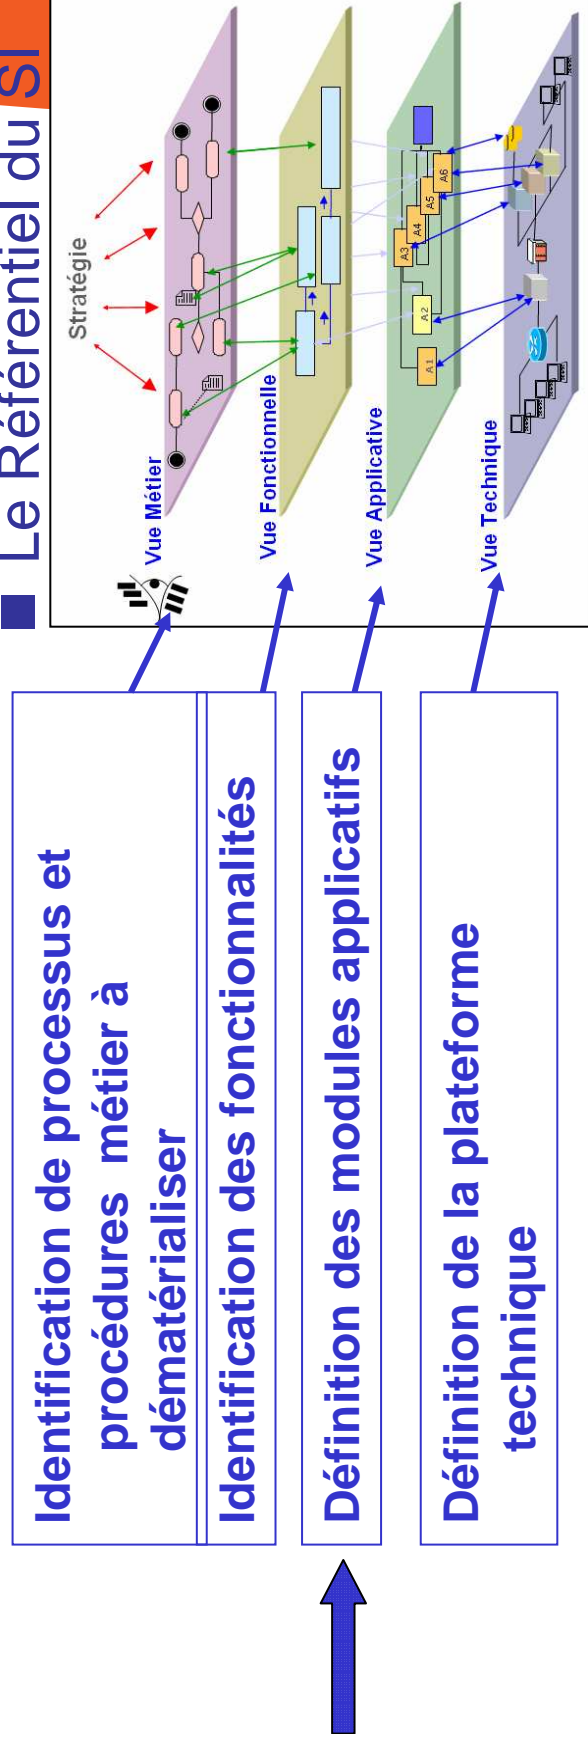 Le Référentiel du SI
Identification de processus et
procédures métier à
dématérialiser
Identification des fonctionnalités
Définition des modules applicatifs
Définition de la plateforme
technique
Stratégie
Vue Métier
Vue Fonctionnelle
Vue Applicative
A1
A2
A3
A4
A5
A6
Vue Technique